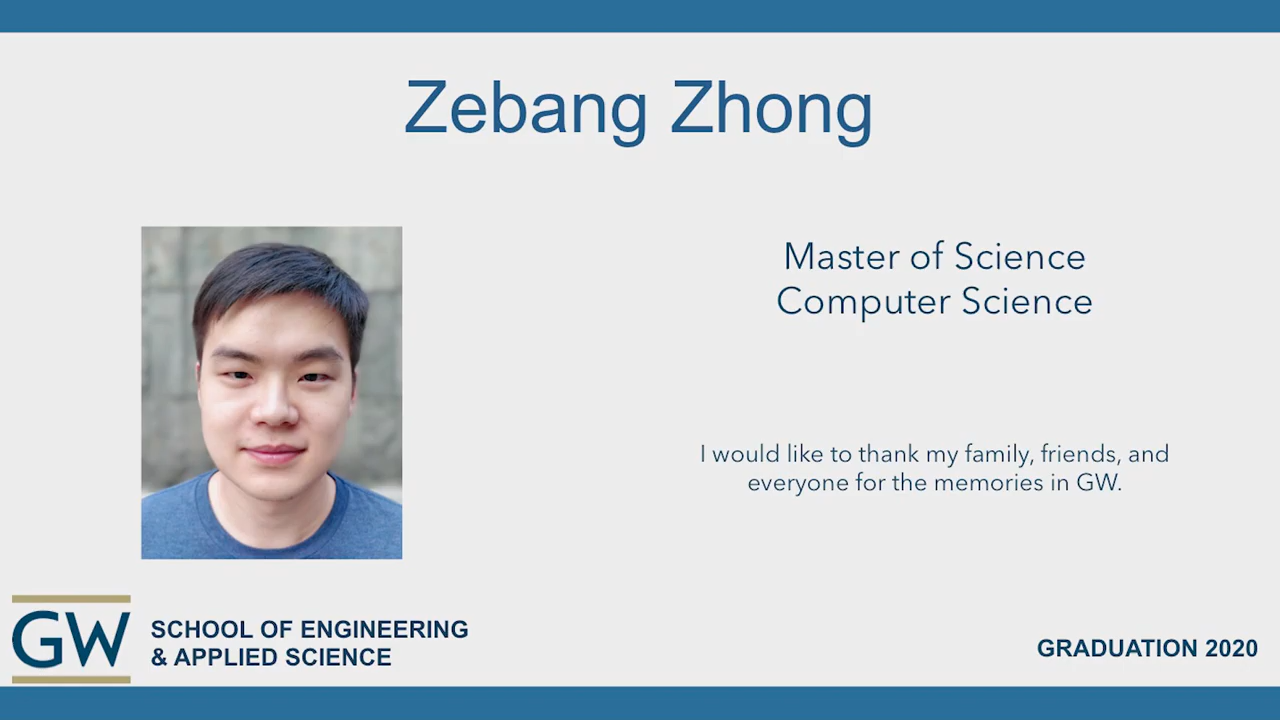 Zebang Zhong
Master of Science
Computer Science
I would like to thank my family, friends, and
everyone for the memories in GW.
GW
SCHOOL OF ENGINEERING
& APPLIED SCIENCE
GRADUATION 2020